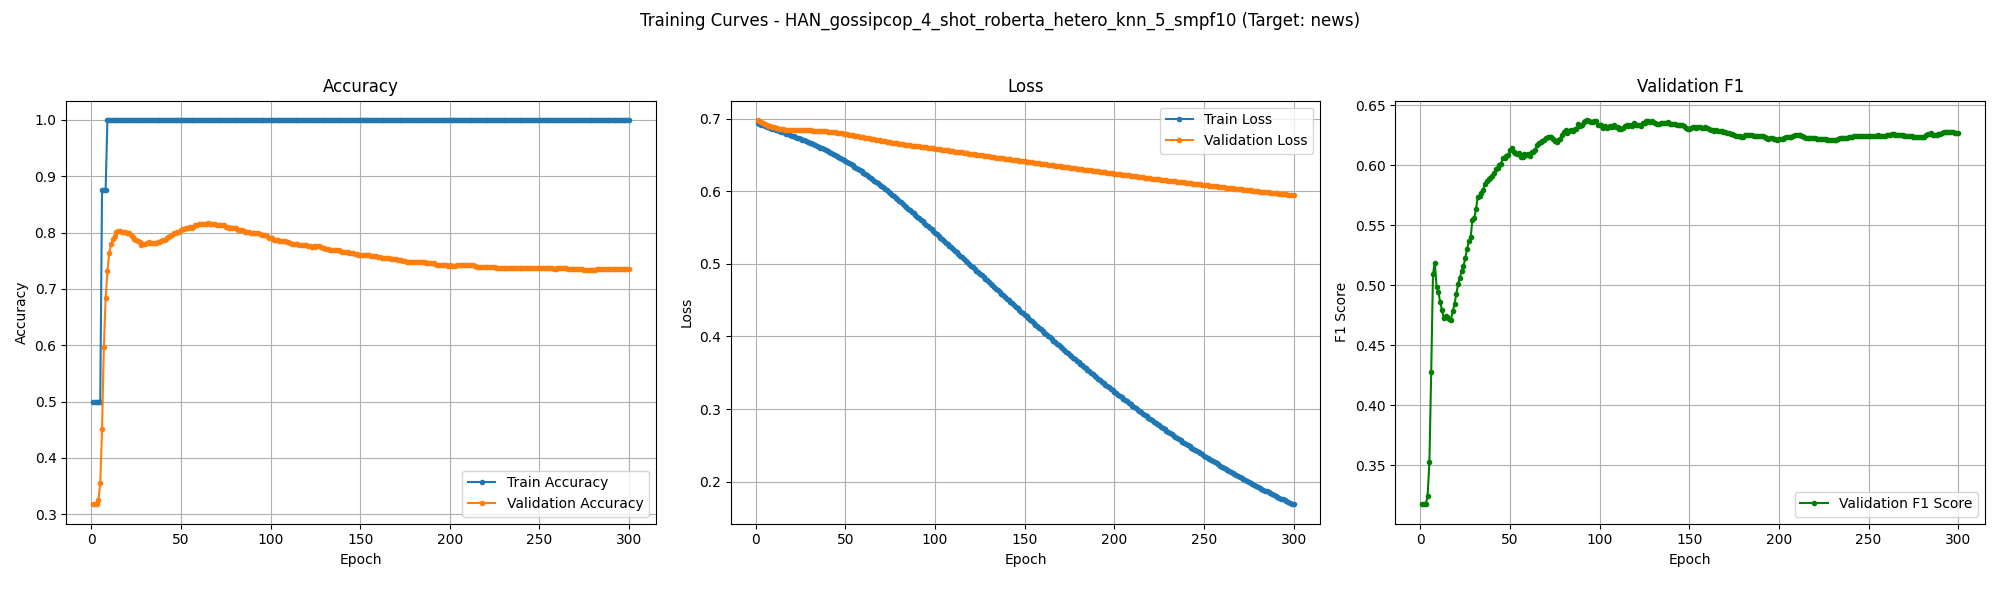 Training Curves - HAN_gossipcop_4_shot_roberta_hetero_knn_5_smpf10 (Target: news)
Accuracy
1.0
0.9
0.8
0.7
0.6
0.5
0.4
0.3
Accuracy
0 50 100 150 200 250 300
Epoch
Train Accuracy
Validation Accuracy
Loss
0.7
0.6
0.5
0.4
0.3
0.2
Loss
0 50 100 150 200 250 300
Epoch
Train Loss
Validation Loss
Validation F1
0.65
0.60
0.55
0.50
0.45
0.40
0.35
F1 Score
0 50 100 150 200 250 300
Epoch
Validation F1 Score